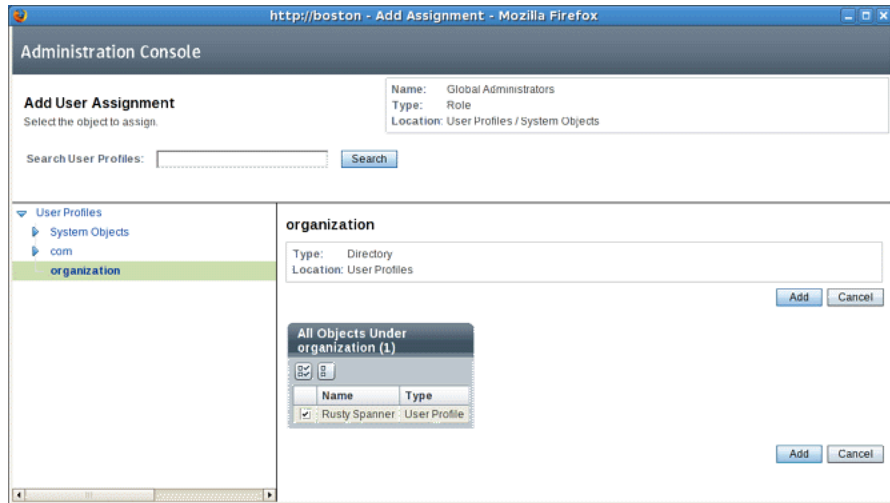 http://boston - Add Assignment - Mozilla Firefox
Administration Console
Add User Assignment
Select the object to assign.
Name: Global Administrators
Type: Role
Location: User Profiles / System Objects
Search User Profiles:
Search
User Profiles
System Objects
com
organization
organization
Type: Directory
Location: User Profiles
Add Cancel
All Objects Under
organization (1)
Name Type
Rusty Spanner User Profile
Add Cancel